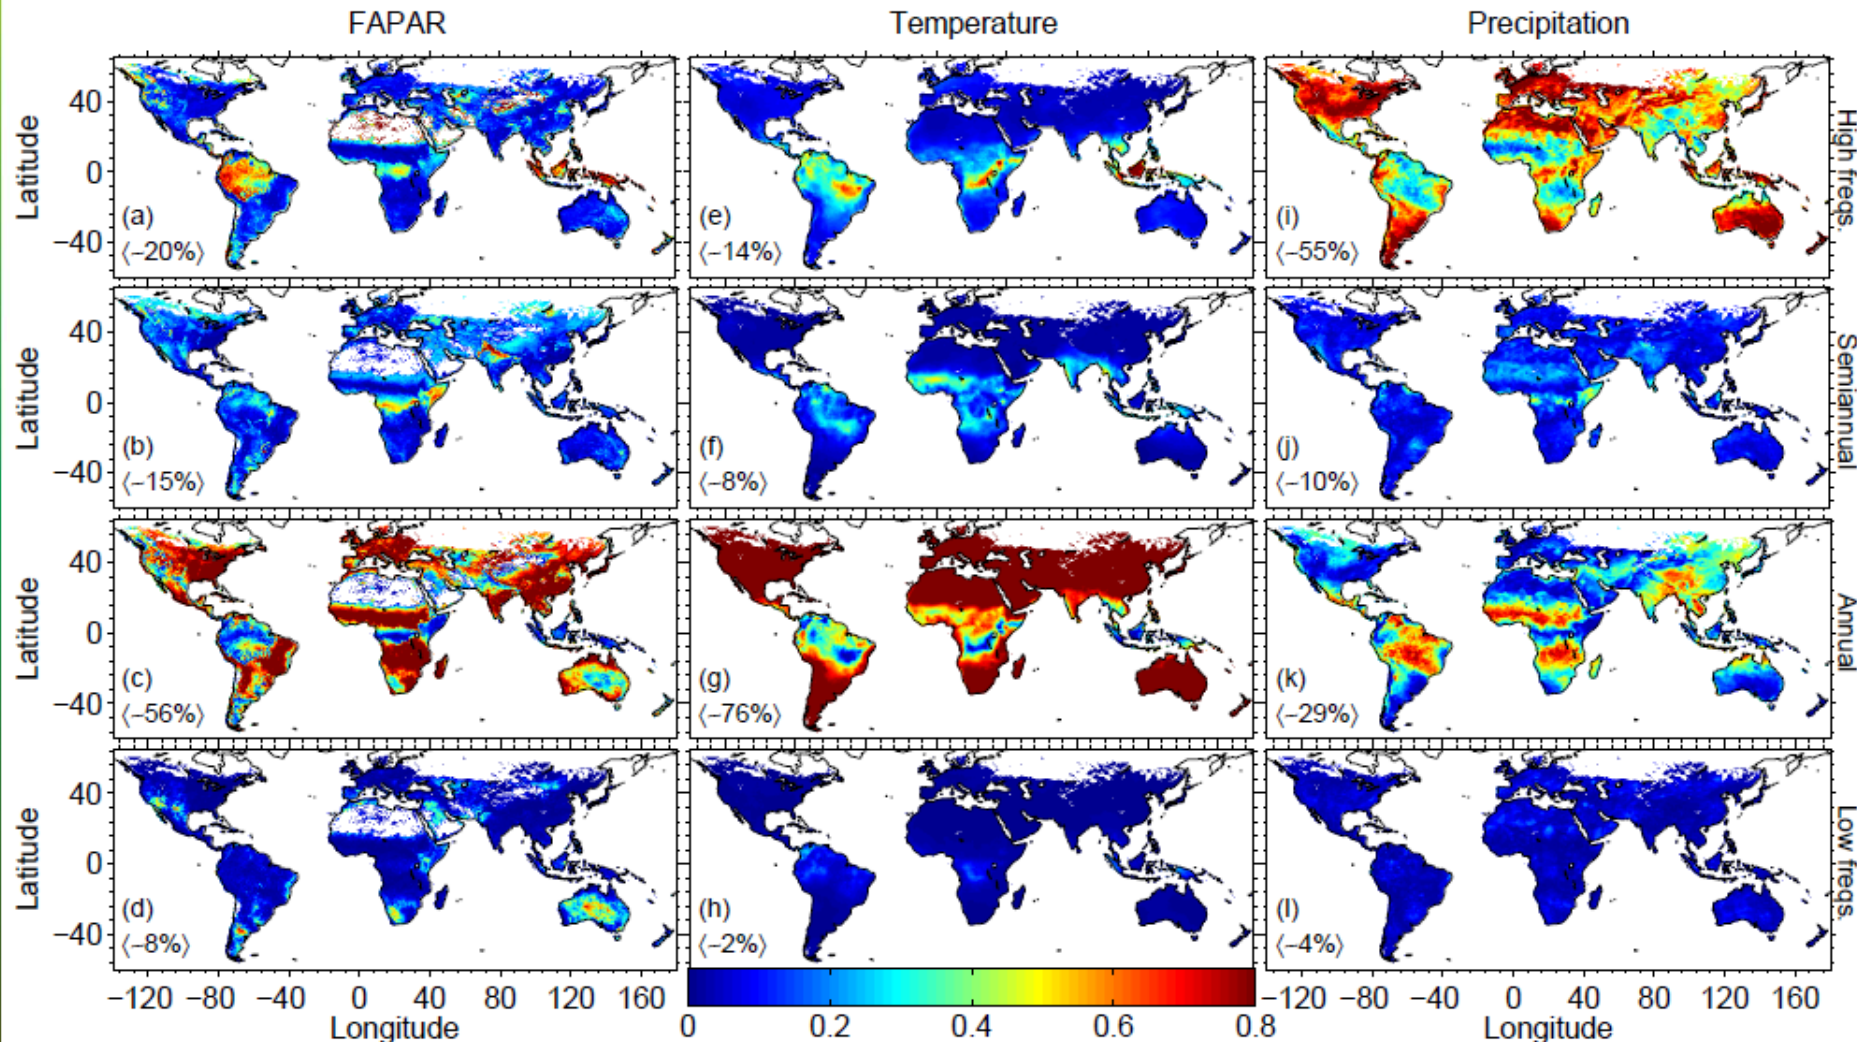 FAPAR Temperature Precipitation
Latitude 40 0 −40 (a) ⟨−20%⟩ (e) ⟨−14%⟩ (i) ⟨−55%⟩ High freqs.
Latitude 40 0 −40 (b) ⟨−15%⟩ (f) ⟨−8%⟩ (j) ⟨−10%⟩ Semiannual
Latitude 40 0 −40 (c) ⟨−56%⟩ (g) ⟨−76%⟩ (k) ⟨−29%⟩ Annual
Latitude 40 0 −40 (d) ⟨−8%⟩ (h) ⟨−2%⟩ (l) ⟨−4%⟩ Low freqs.
−120 −80 −40 0 40 80 120 160
Longitude
0 0.2 0.4 0.6 0.8
−120 −80 −40 0 40 80 120 160
Longitude